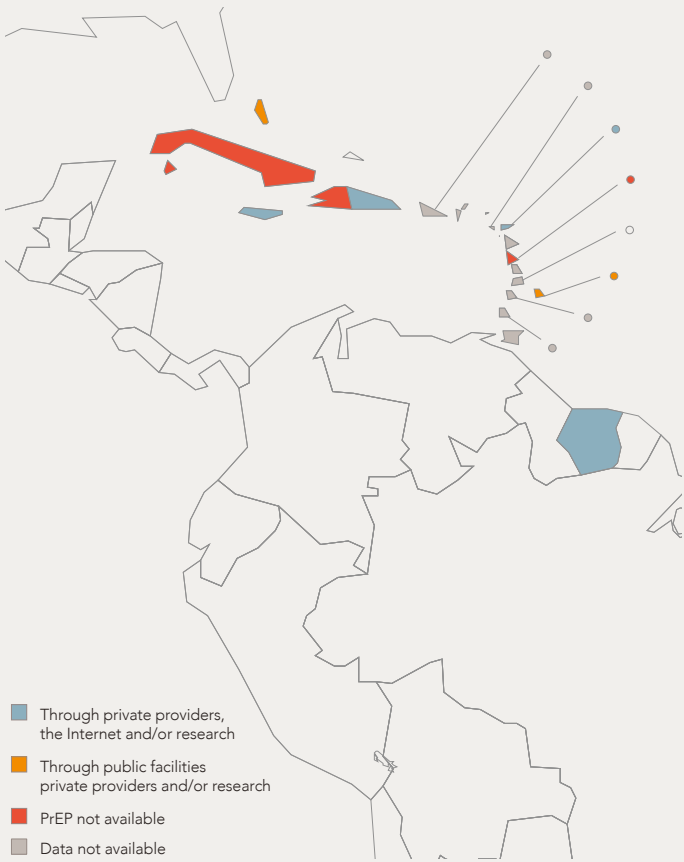 Through private providers,
the Internet and/or research
Through public facilities
private providers and/or research
PrEP not available
Data not available